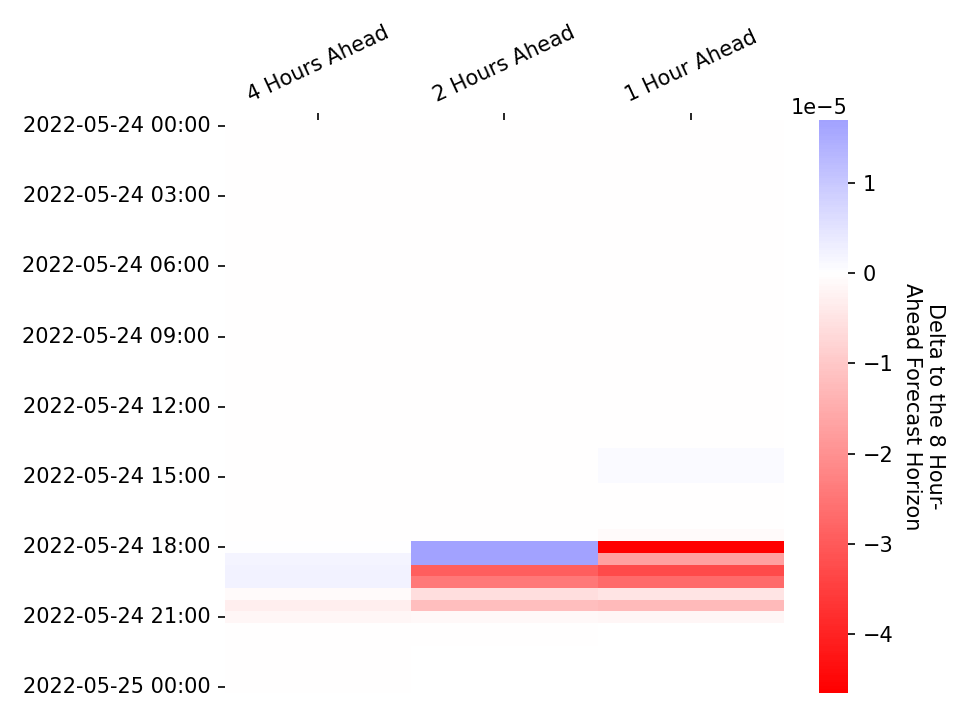 4 Hours Ahead
2 Hours Ahead
1 Hour Ahead
1e−5
2022-05-24 00:00
2022-05-24 03:00
2022-05-24 06:00
2022-05-24 09:00
2022-05-24 12:00
2022-05-24 15:00
2022-05-24 18:00
2022-05-24 21:00
2022-05-25 00:00
1
0
−1
−2
−3
−4
Delta to the 8 Hour-
Ahead Forecast Horizon